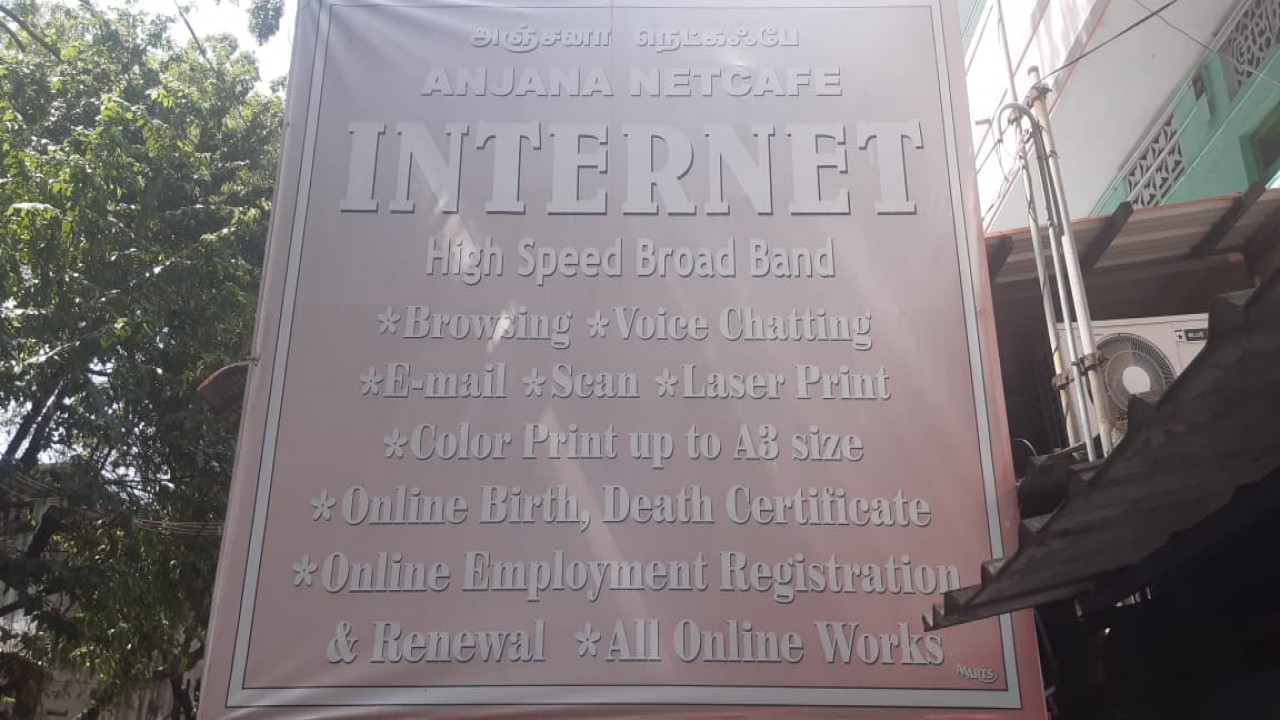 அஞ்சனா நெட்கஃபே
ANJANA NETCAFE
INTERNET
High Speed Broad Band
*Browsing *Voice Chatting
*E-mail *Scan *Laser Print
*Color Print up to A3 size
*Online Birth, Death Certificate
*Online Employment Registration
& Renewal *All Online Works
BLUE